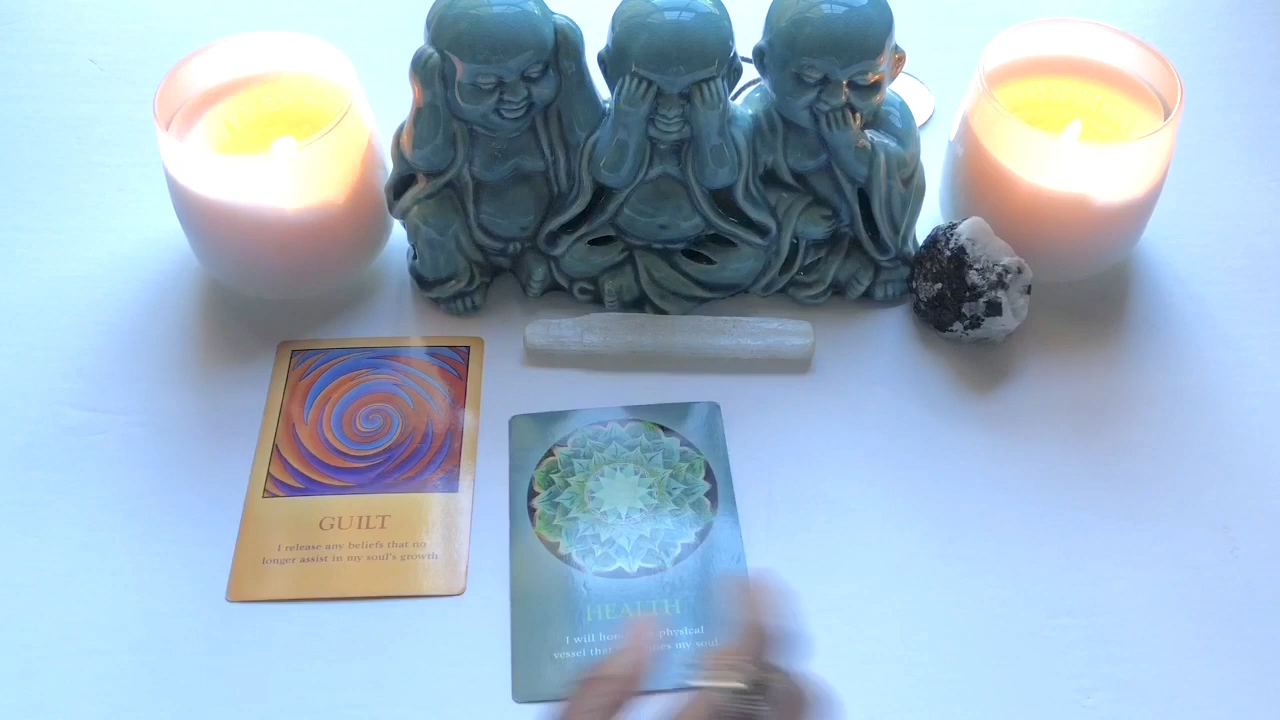 GUILT
I release any beliefs that no
longer assist in my soul's growth
HEALTH
I will physical
vessel that my soul